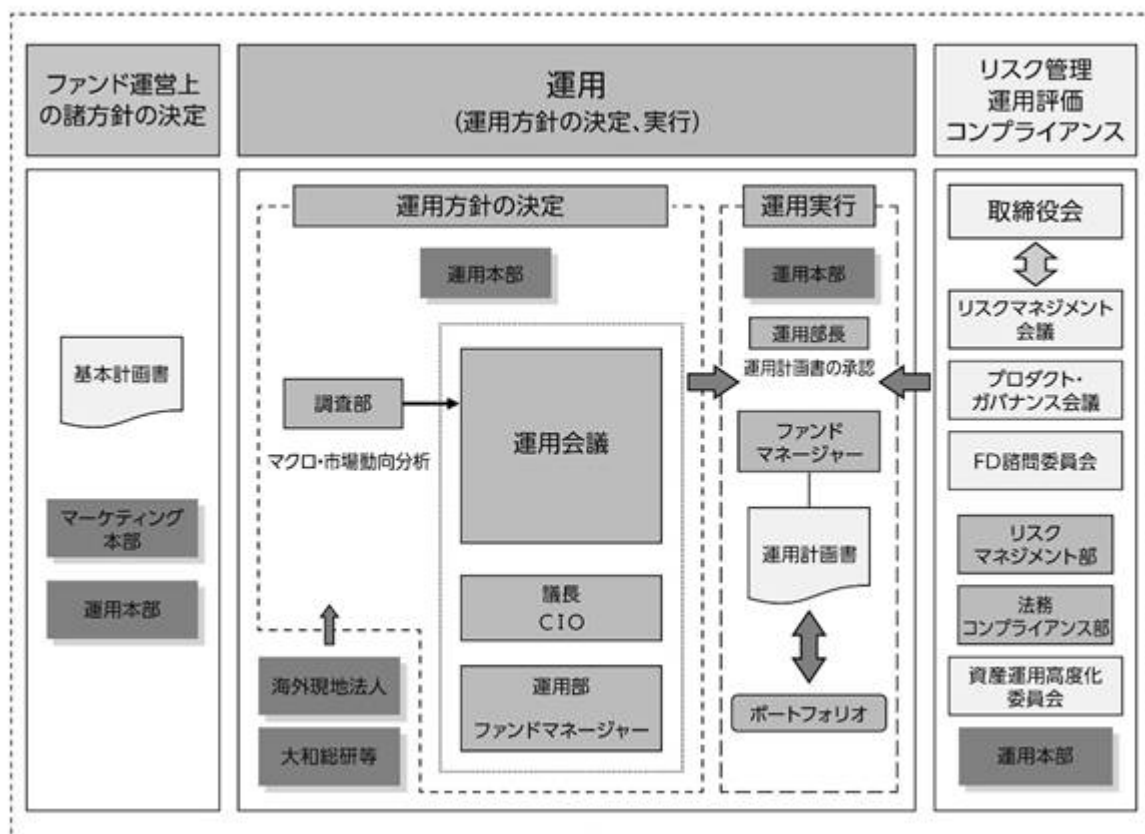 ファンド運営上
の諸方針の決定
運用
(運用方針の決定、実行)
リスク管理
運用評価
コンプライアンス
基本計画書
マーケティング
本部
運用本部
運用方針の決定
運用本部
調査部
マクロ・市場動向分析
運用会議
議長
CIO
運用部
ファンドマネージャー
海外現地法人
大和総研等
運用実行
運用本部
運用部長
運用計画書の承認
ファンド
マネージャー
運用計画書
ポートフォリオ
取締役会
リスクマネジメント
会議
プロダクト・
ガバナンス会議
FD諮問委員会
リスク
マネジメント部
法務
コンプライアンス部
資産運用高度化
委員会
運用本部